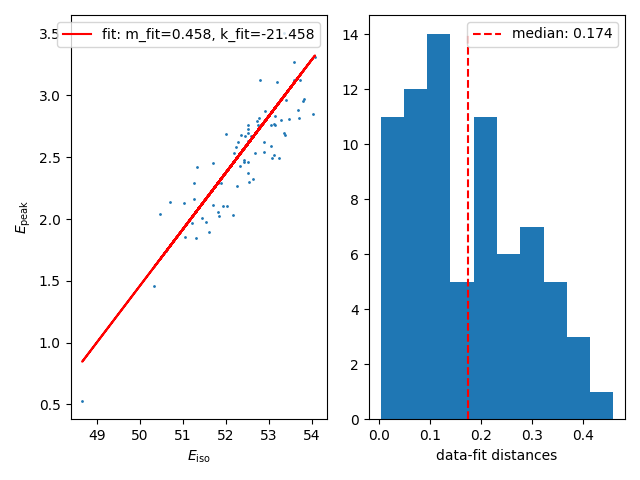 fit: m_fit=0.458, k_fit=-21.458
3.5
3.0
2.5
2.0
1.5
1.0
0.5
E_peak
49 50 51 52 53 54
E_iso
median: 0.174
14
12
10
8
6
4
2
0
0.0 0.1 0.2 0.3 0.4
data-fit distances